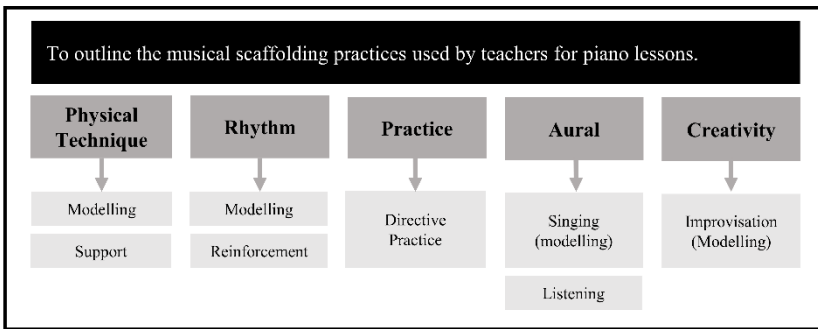 To outline the musical scaffolding practices used by teachers for piano lessons.
Physical
Technique
Rhythm
Practice
Aural
Creativity
Modelling
Support
Modelling
Reinforcement
Directive
Practice
Singing
(modelling)
Listening
Improvisation
(Modelling)